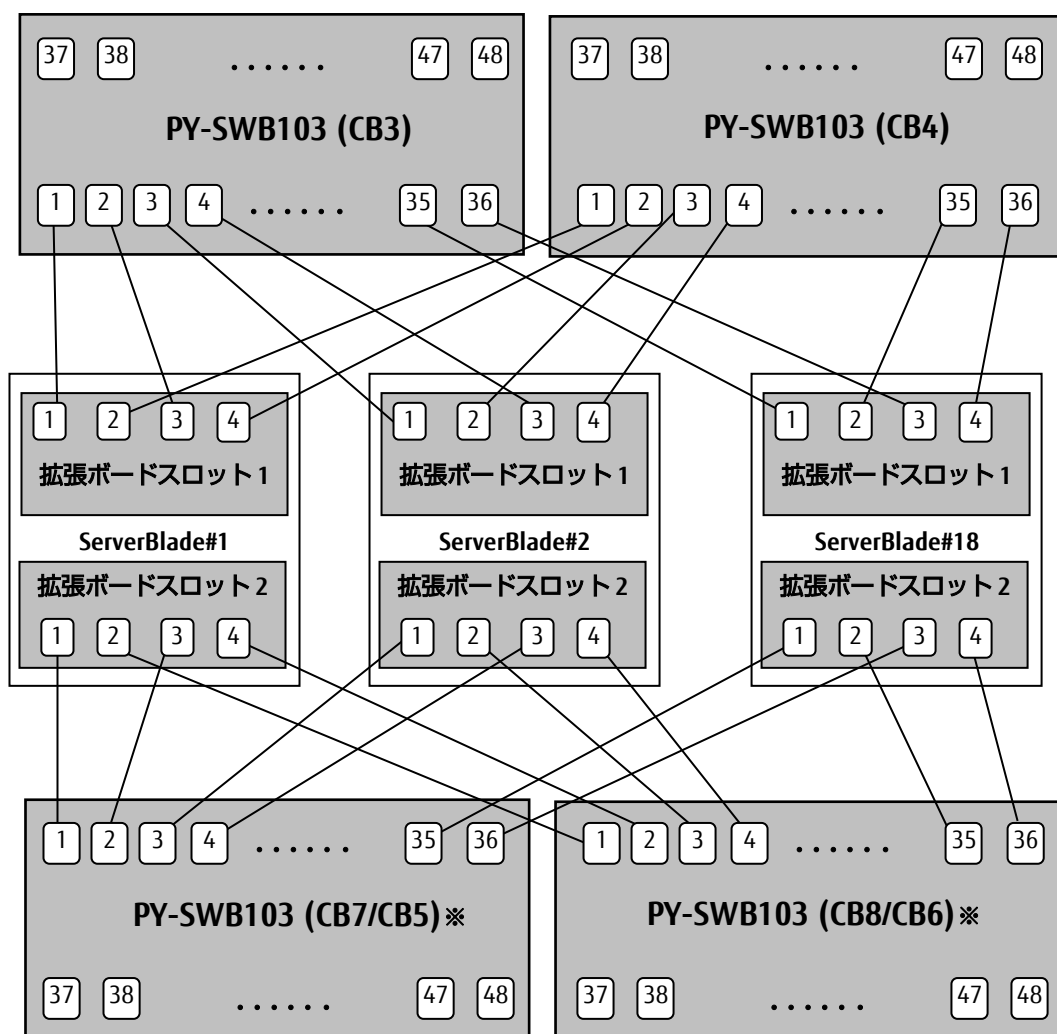 37 38 ・・・・・・ 47 48 37 38 ・・・・・・ 47 48
PY-SWB103 (CB3) PY-SWB103 (CB4)
1 2 3 4 ・・・・・・ 35 36 1 2 3 4 ・・・・・・ 35 36
1 2 3 4 1 2 3 4 1 2 3 4
拡張ボードスロット 1 拡張ボードスロット 1 拡張ボードスロット 1
ServerBlade#1 ServerBlade#2 ServerBlade#18
拡張ボードスロット 2 拡張ボードスロット 2 拡張ボードスロット 2
1 2 3 4 1 2 3 4 1 2 3 4
1 2 3 4 ・・・・・・ 35 36 1 2 3 4 ・・・・・・ 35 36
PY-SWB103 (CB7/CB5)※ PY-SWB103 (CB8/CB6)※
37 38 ・・・・・・ 47 48 37 38 ・・・・・・ 47 48